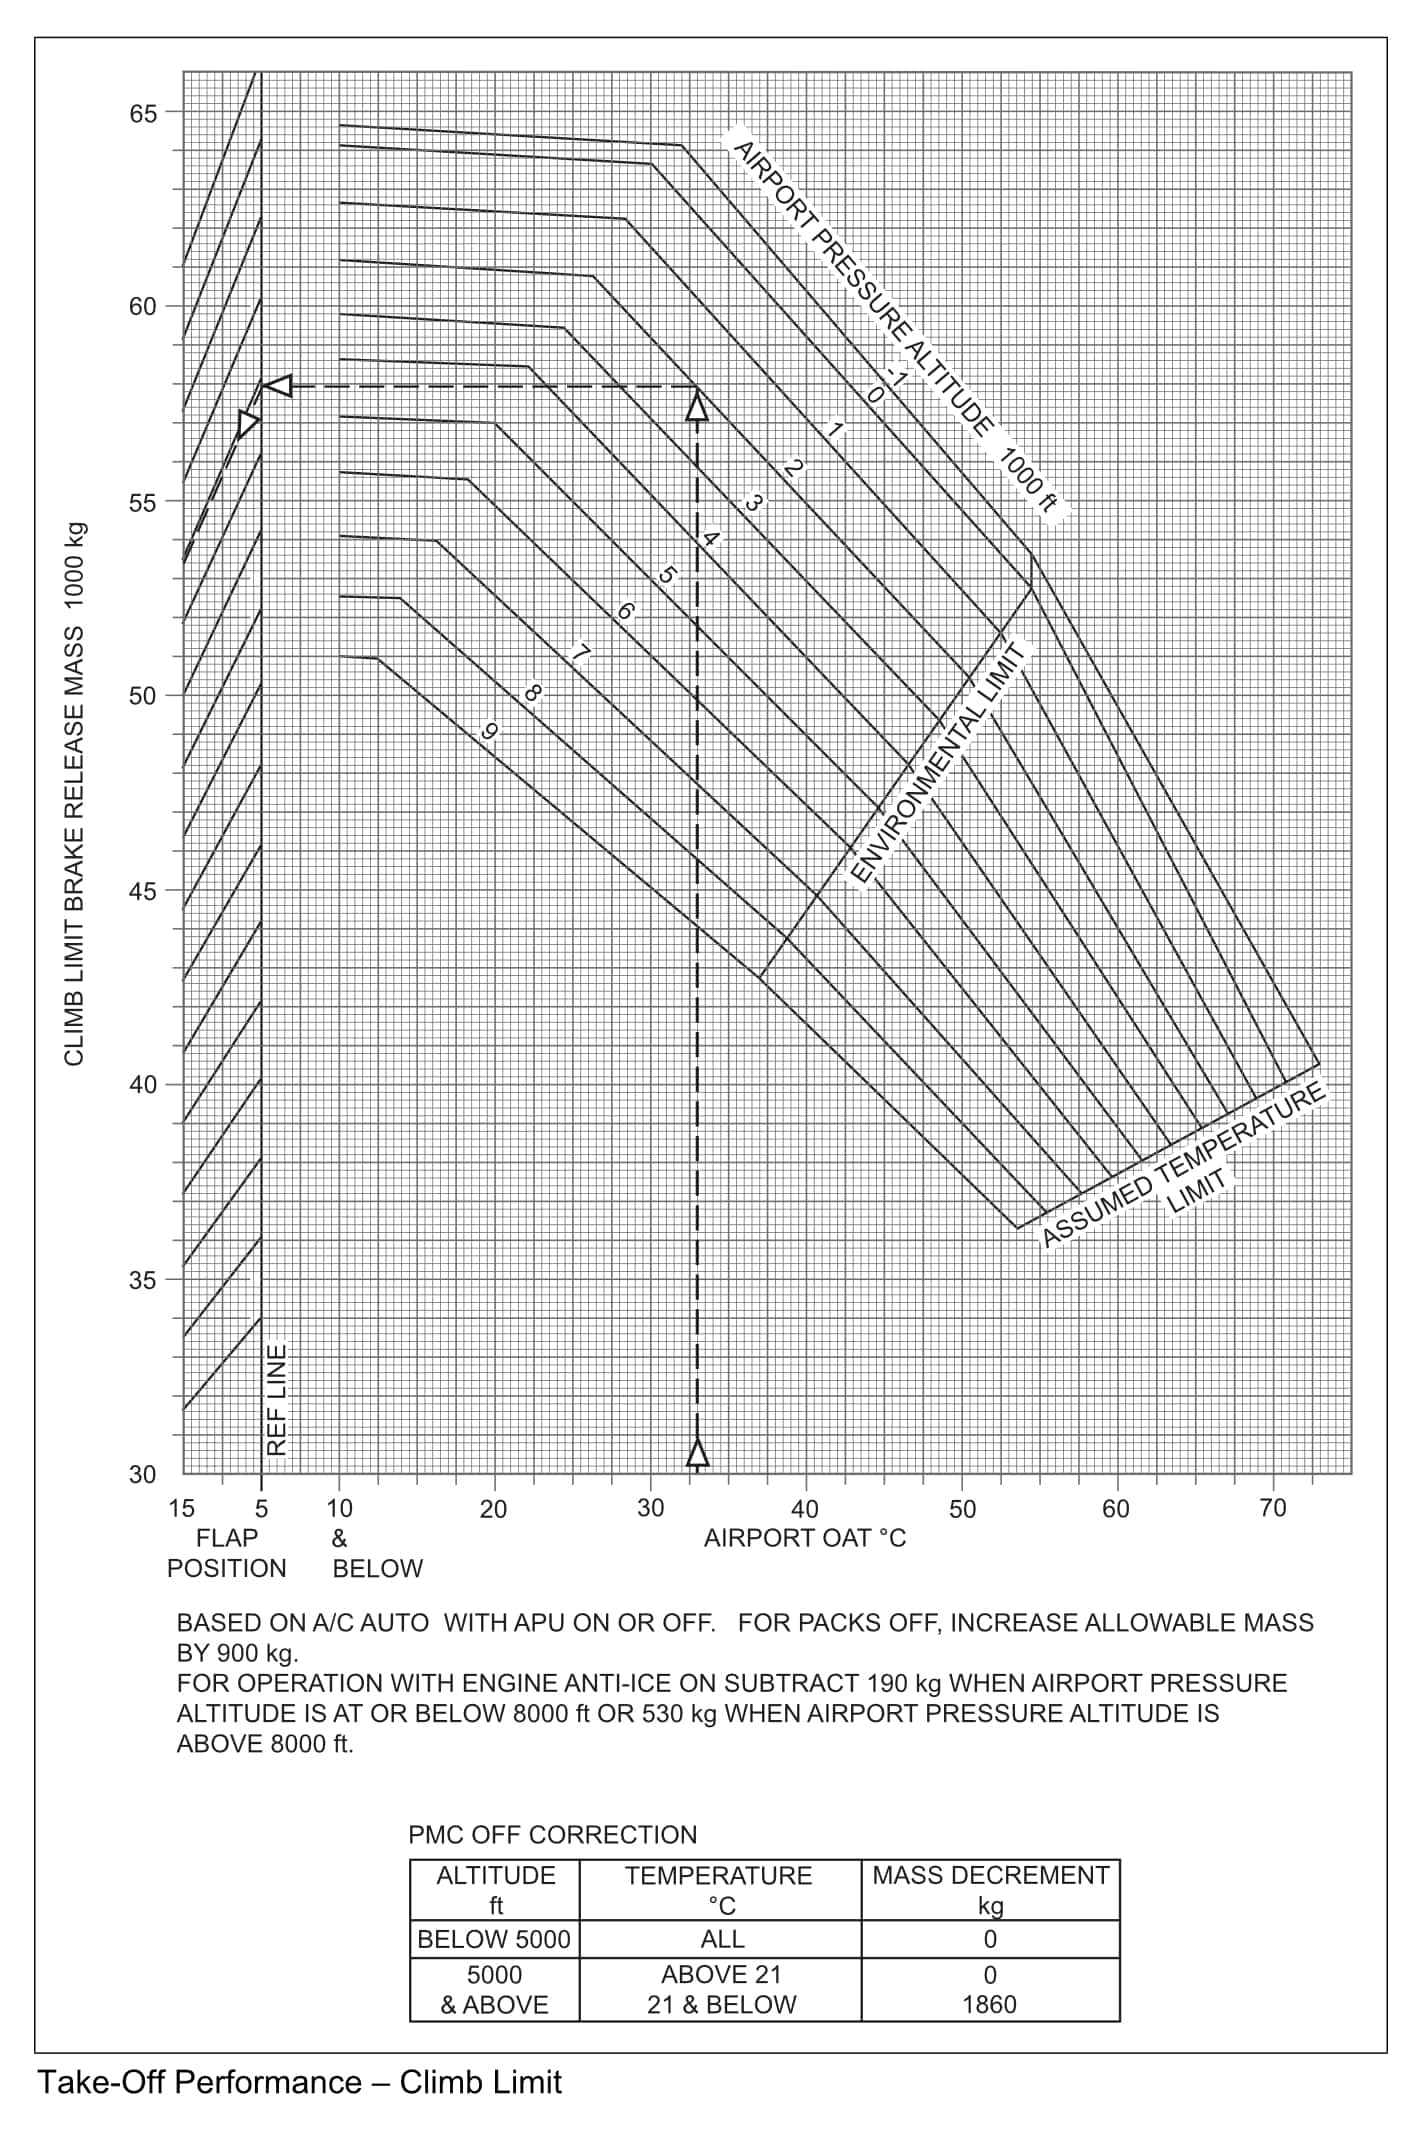 65
60
55
50
45
40
35
30
CLIMB LIMIT BRAKE RELEASE MASS 1000 kg
AIRPORT PRESSURE ALTITUDE 1000 ft
-1
0
1
2
3
4
5
6
7
8
9
ENVIRONMENTAL LIMIT
ASSUMED TEMPERATURE
LIMIT
REF LINE
15 5 10 20 30 40 50 60 70
FLAP & AIRPORT OAT °C
POSITION BELOW
BASED ON A/C AUTO WITH APU ON OR OFF. FOR PACKS OFF, INCREASE ALLOWABLE MASS
BY 900 kg.
FOR OPERATION WITH ENGINE ANTI-ICE ON SUBTRACT 190 kg WHEN AIRPORT PRESSURE
ALTITUDE IS AT OR BELOW 8000 ft OR 530 kg WHEN AIRPORT PRESSURE ALTITUDE IS
ABOVE 8000 ft.
PMC OFF CORRECTION
ALTITUDE TEMPERATURE MASS DECREMENT
ft °C kg
BELOW 5000 ALL 0
5000 ABOVE 21 0
& ABOVE 21 & BELOW 1860
Take-Off Performance – Climb Limit